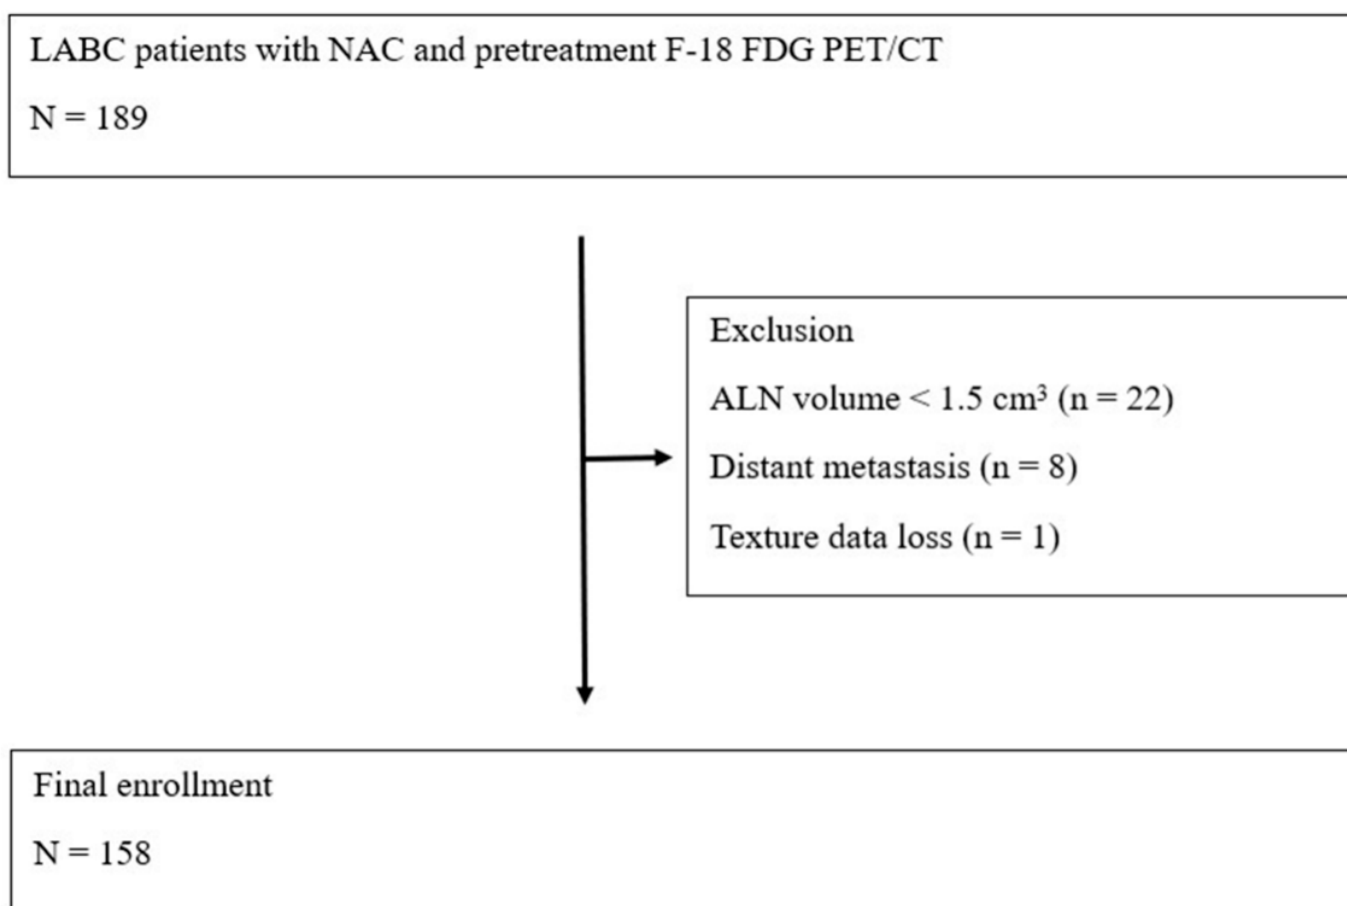 LABC patients with NAC and pretreatment F-18 FDG PET/CT
N = 189
Exclusion
ALN volume < 1.5 cm³ (n = 22)
Distant metastasis (n = 8)
Texture data loss (n = 1)
Final enrollment
N = 158